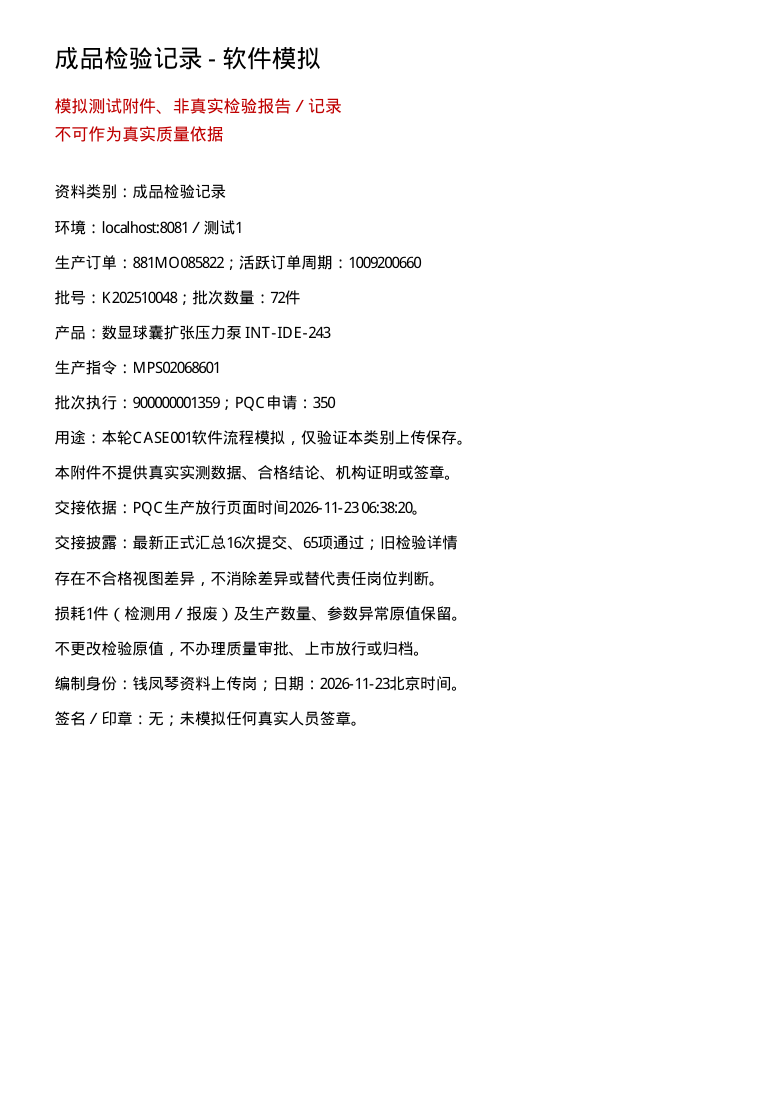 成品检验记录 - 软件模拟
模拟测试附件、非真实检验报告／记录
不可作为真实质量依据
资料类别：成品检验记录
环境：localhost:8081／测试1
生产订单：881MO085822；活跃订单周期：1009200660
批号：K202510048；批次数量：72件
产品：数显球囊扩张压力泵 INT-IDE-243
生产指令：MPS02068601
批次执行：900000001359；PQC申请：350
用途：本轮CASE001软件流程模拟，仅验证本类别上传保存。
本附件不提供真实实测数据、合格结论、机构证明或签章。
交接依据：PQC生产放行页面时间2026-11-23 06:38:20。
交接披露：最新正式汇总16次提交、65项通过；旧检验详情
存在不合格视图差异，不消除差异或替代责任岗位判断。
损耗1件（检测用／报废）及生产数量、参数异常原值保留。
不更改检验原值，不办理质量审批、上市放行或归档。
编制身份：钱凤琴资料上传岗；日期：2026-11-23北京时间。
签名／印章：无；未模拟任何真实人员签章。